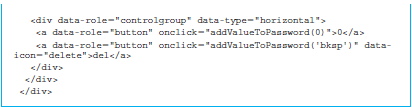 <div data-role="controlgroup" data-type="horizontal">
<a data-role="button" onclick="addValueToPassword(0)">0</a>
<a data-role="button" onclick="addValueToPassword('bksp')" data-
icon="delete">del</a>
</div>
</div>
</div>